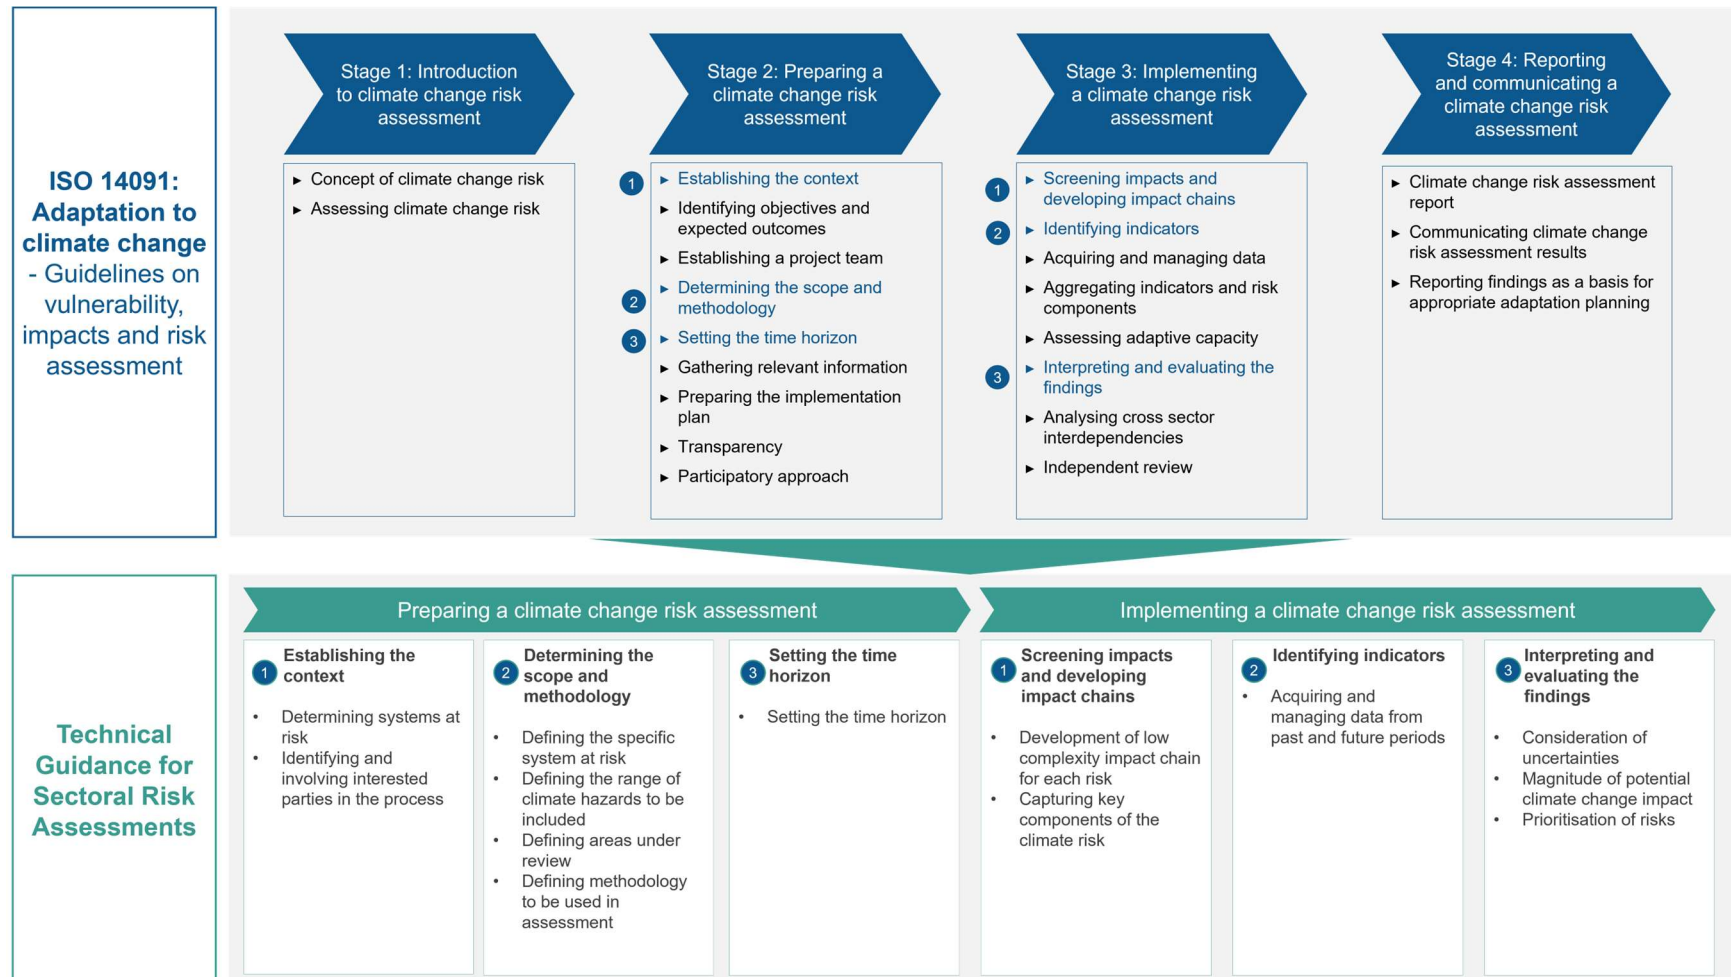 ISO 14091:
Adaptation to
climate change
- Guidelines on
vulnerability,
impacts and risk
assessment
Stage 1: Introduction
to climate change risk
assessment
► Concept of climate change risk
► Assessing climate change risk
Stage 2: Preparing a
climate change risk
assessment
1 ► Establishing the context
► Identifying objectives and
expected outcomes
► Establishing a project team
2 ► Determining the scope and
methodology
3 ► Setting the time horizon
► Gathering relevant information
► Preparing the implementation
plan
► Transparency
► Participatory approach
Stage 3: Implementing
a climate change risk
assessment
1 ► Screening impacts and
developing impact chains
2 ► Identifying indicators
► Acquiring and managing data
► Aggregating indicators and risk
components
► Assessing adaptive capacity
3 ► Interpreting and evaluating the
findings
► Analysing cross sector
interdependencies
► Independent review
Stage 4: Reporting
and communicating a
climate change risk
assessment
► Climate change risk assessment
report
► Communicating climate change
risk assessment results
► Reporting findings as a basis for
appropriate adaptation planning
Technical
Guidance for
Sectoral Risk
Assessments
Preparing a climate change risk assessment
1 Establishing the
context
• Determining systems at
risk
• Identifying and
involving interested
parties in the process
2 Determining the
scope and
methodology
• Defining the specific
system at risk
• Defining the range of
climate hazards to be
included
• Defining areas under
review
• Defining methodology
to be used in
assessment
3 Setting the time
horizon
• Setting the time horizon
Implementing a climate change risk assessment
1 Screening impacts
and developing
impact chains
• Development of low
complexity impact chain
for each risk
• Capturing key
components of the
climate risk
2 Identifying indicators
• Acquiring and
managing data from
past and future periods
3 Interpreting and
evaluating the
findings
• Consideration of
uncertainties
• Magnitude of potential
climate change impact
• Prioritisation of risks